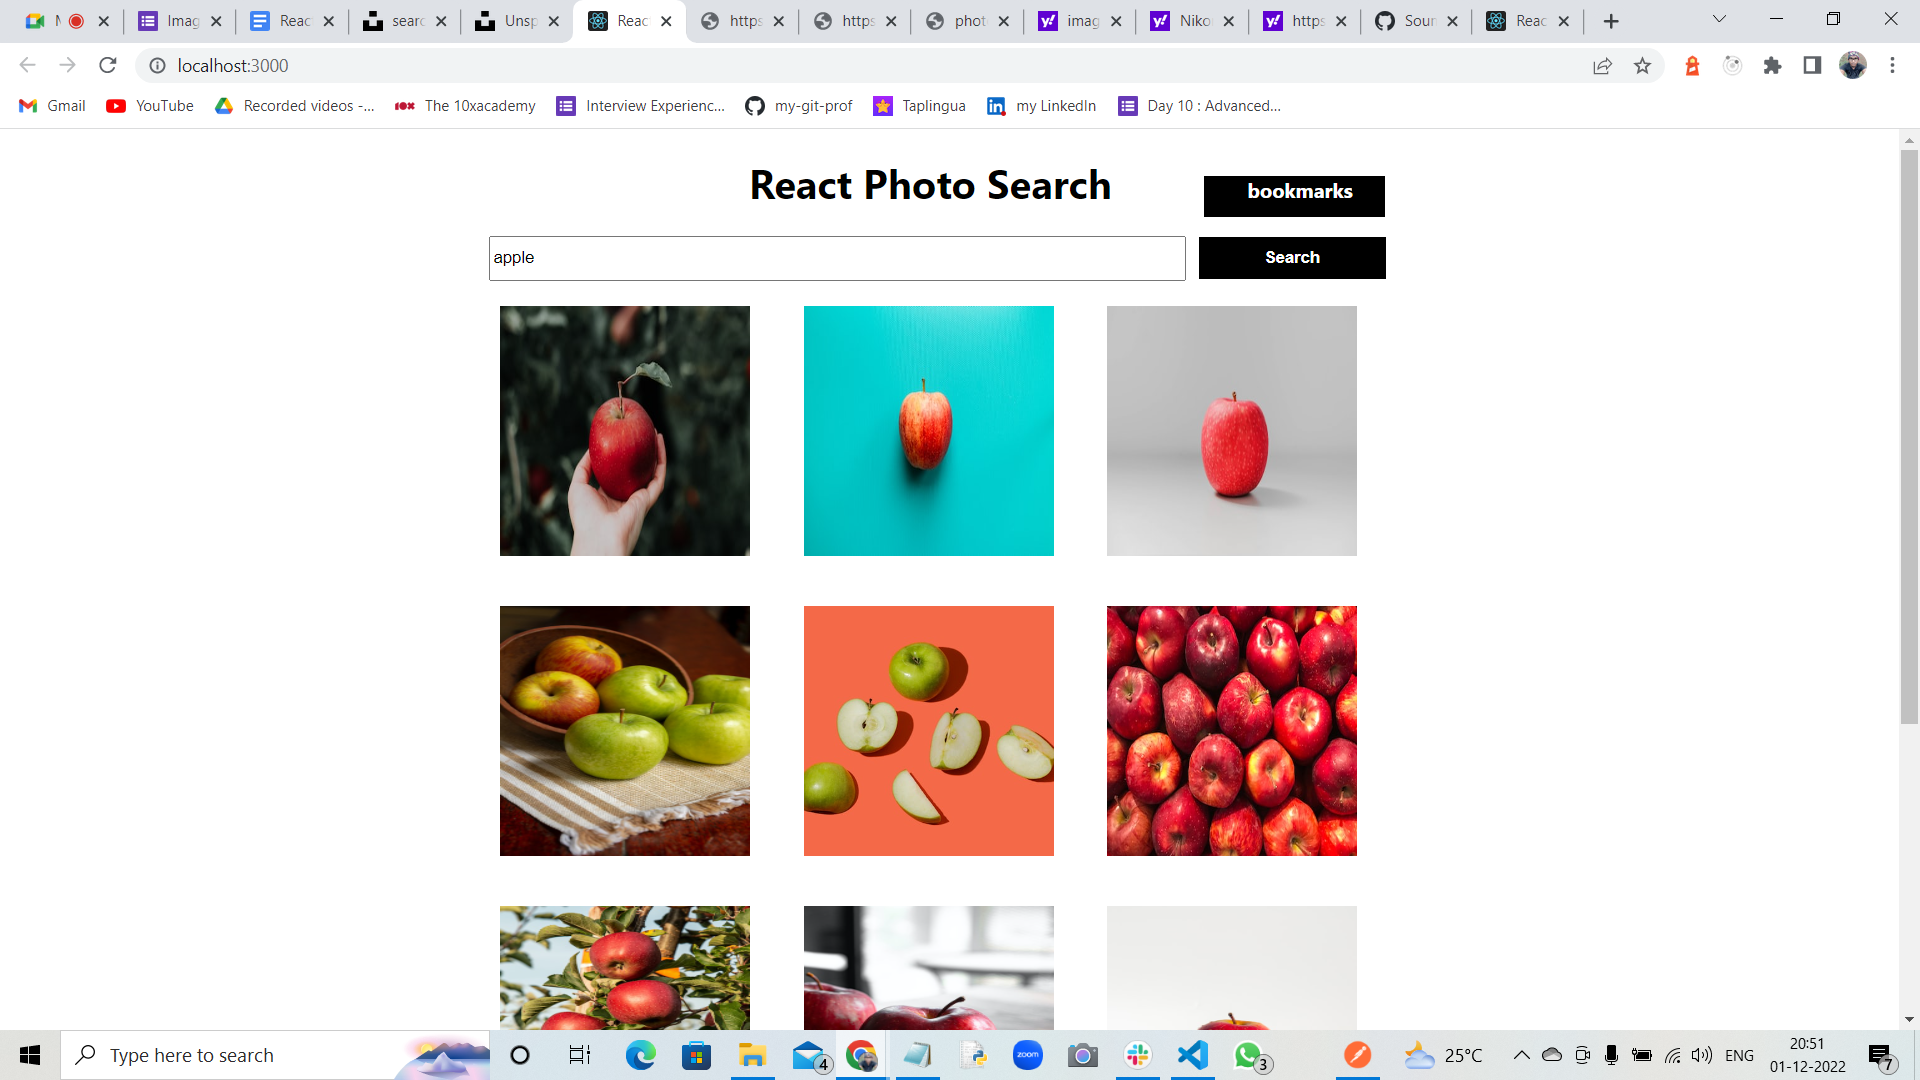 Imag
Reac
searc
Unsp
React
https
https
phot
imag
Niko
https
Sour
Reac
localhost:3000
Gmail
YouTube
Recorded videos -...
The 10xacademy
Interview Experienc...
my-git-prof
Taplingua
my LinkedIn
Day 10 : Advanced...
React Photo Search
bookmarks
apple
Search
Type here to search
4
zoom
3
25°C
ENG
20:51
01-12-2022
7